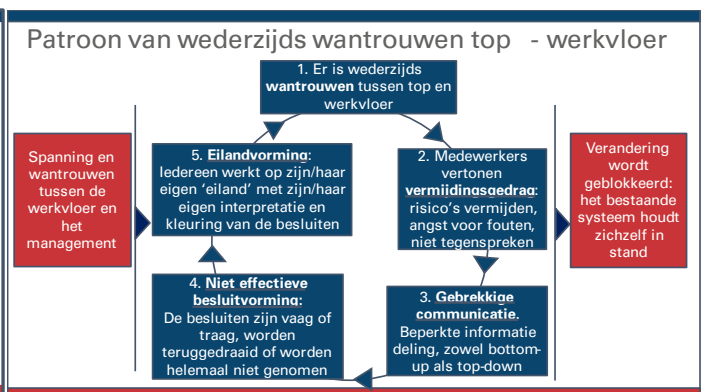 Patroon van wederzijds wantrouwen top - werkvloer
1. Er is wederzijds
wantrouwen tussen top en
werkvloer
Spanning en
wantrouwen
tussen de
werkvloer en
het
management
5. Eilandvorming:
Iedereen werkt op zijn/haar
eigen ‘eiland’ met zijn/haar
eigen interpretatie en
kleuring van de besluiten
2. Medewerkers
vertonen
vermijdingsgedrag:
risico’s vermijden,
angst voor fouten,
niet tegenspreken
Verandering
wordt
geblokkeerd:
het bestaande
systeem houdt
zichzelf in
stand
4. Niet effectieve
besluitvorming:
De besluiten zijn vaag of
traag, worden
teruggedraaid of worden
helemaal niet genomen
3. Gebrekkige
communicatie.
Beperkte informatie
deling, zowel bottom-
up als top-down